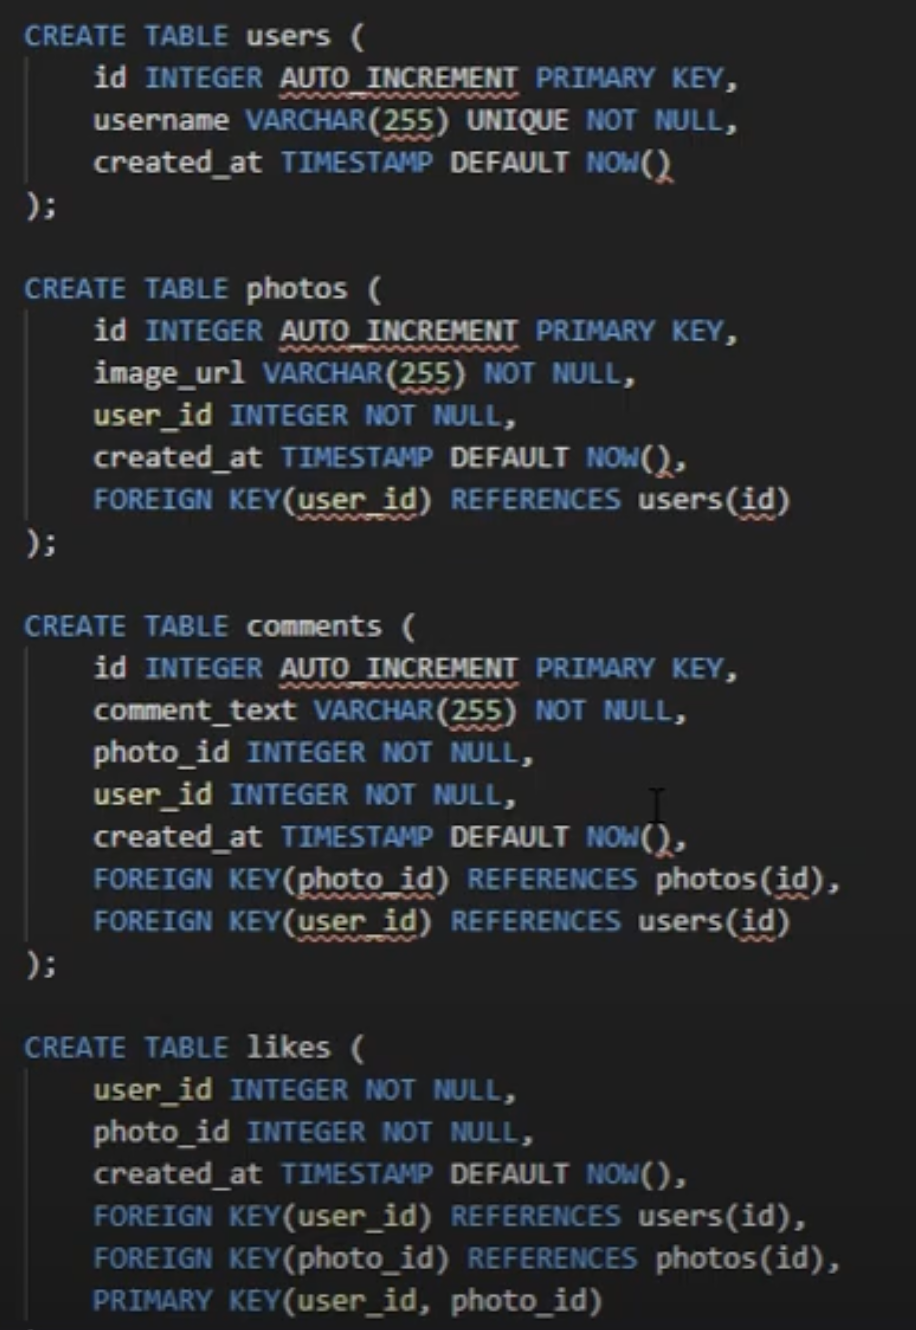 CREATE TABLE users (
    id INTEGER AUTO_INCREMENT PRIMARY KEY,
    username VARCHAR(255) UNIQUE NOT NULL,
    created_at TIMESTAMP DEFAULT NOW()
);

CREATE TABLE photos (
    id INTEGER AUTO_INCREMENT PRIMARY KEY,
    image_url VARCHAR(255) NOT NULL,
    user_id INTEGER NOT NULL,
    created_at TIMESTAMP DEFAULT NOW(),
    FOREIGN KEY(user_id) REFERENCES users(id)
);

CREATE TABLE comments (
    id INTEGER AUTO_INCREMENT PRIMARY KEY,
    comment_text VARCHAR(255) NOT NULL,
    photo_id INTEGER NOT NULL,
    user_id INTEGER NOT NULL,
    created_at TIMESTAMP DEFAULT NOW(),
    FOREIGN KEY(photo_id) REFERENCES photos(id),
    FOREIGN KEY(user_id) REFERENCES users(id)
);

CREATE TABLE likes (
    user_id INTEGER NOT NULL,
    photo_id INTEGER NOT NULL,
    created_at TIMESTAMP DEFAULT NOW(),
    FOREIGN KEY(user_id) REFERENCES users(id),
    FOREIGN KEY(photo_id) REFERENCES photos(id),
    PRIMARY KEY(user_id, photo_id)